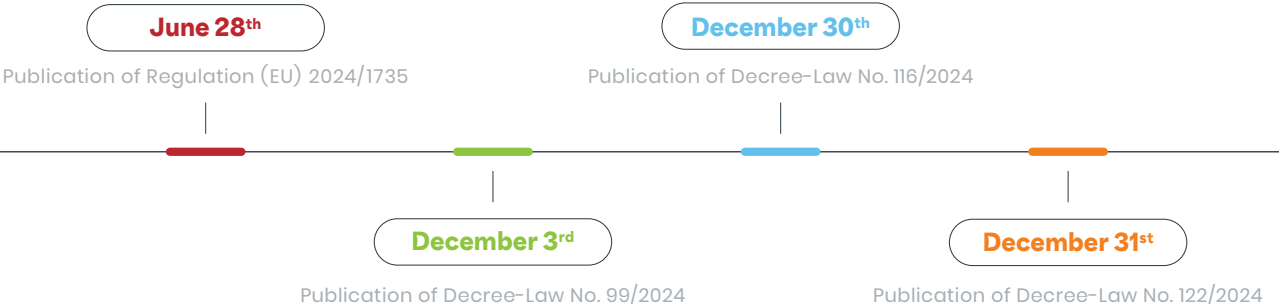 June 28th
Publication of Regulation (EU) 2024/1735
December 30th
Publication of Decree-Law No. 116/2024
December 3rd
Publication of Decree-Law No. 99/2024
December 31st
Publication of Decree-Law No. 122/2024